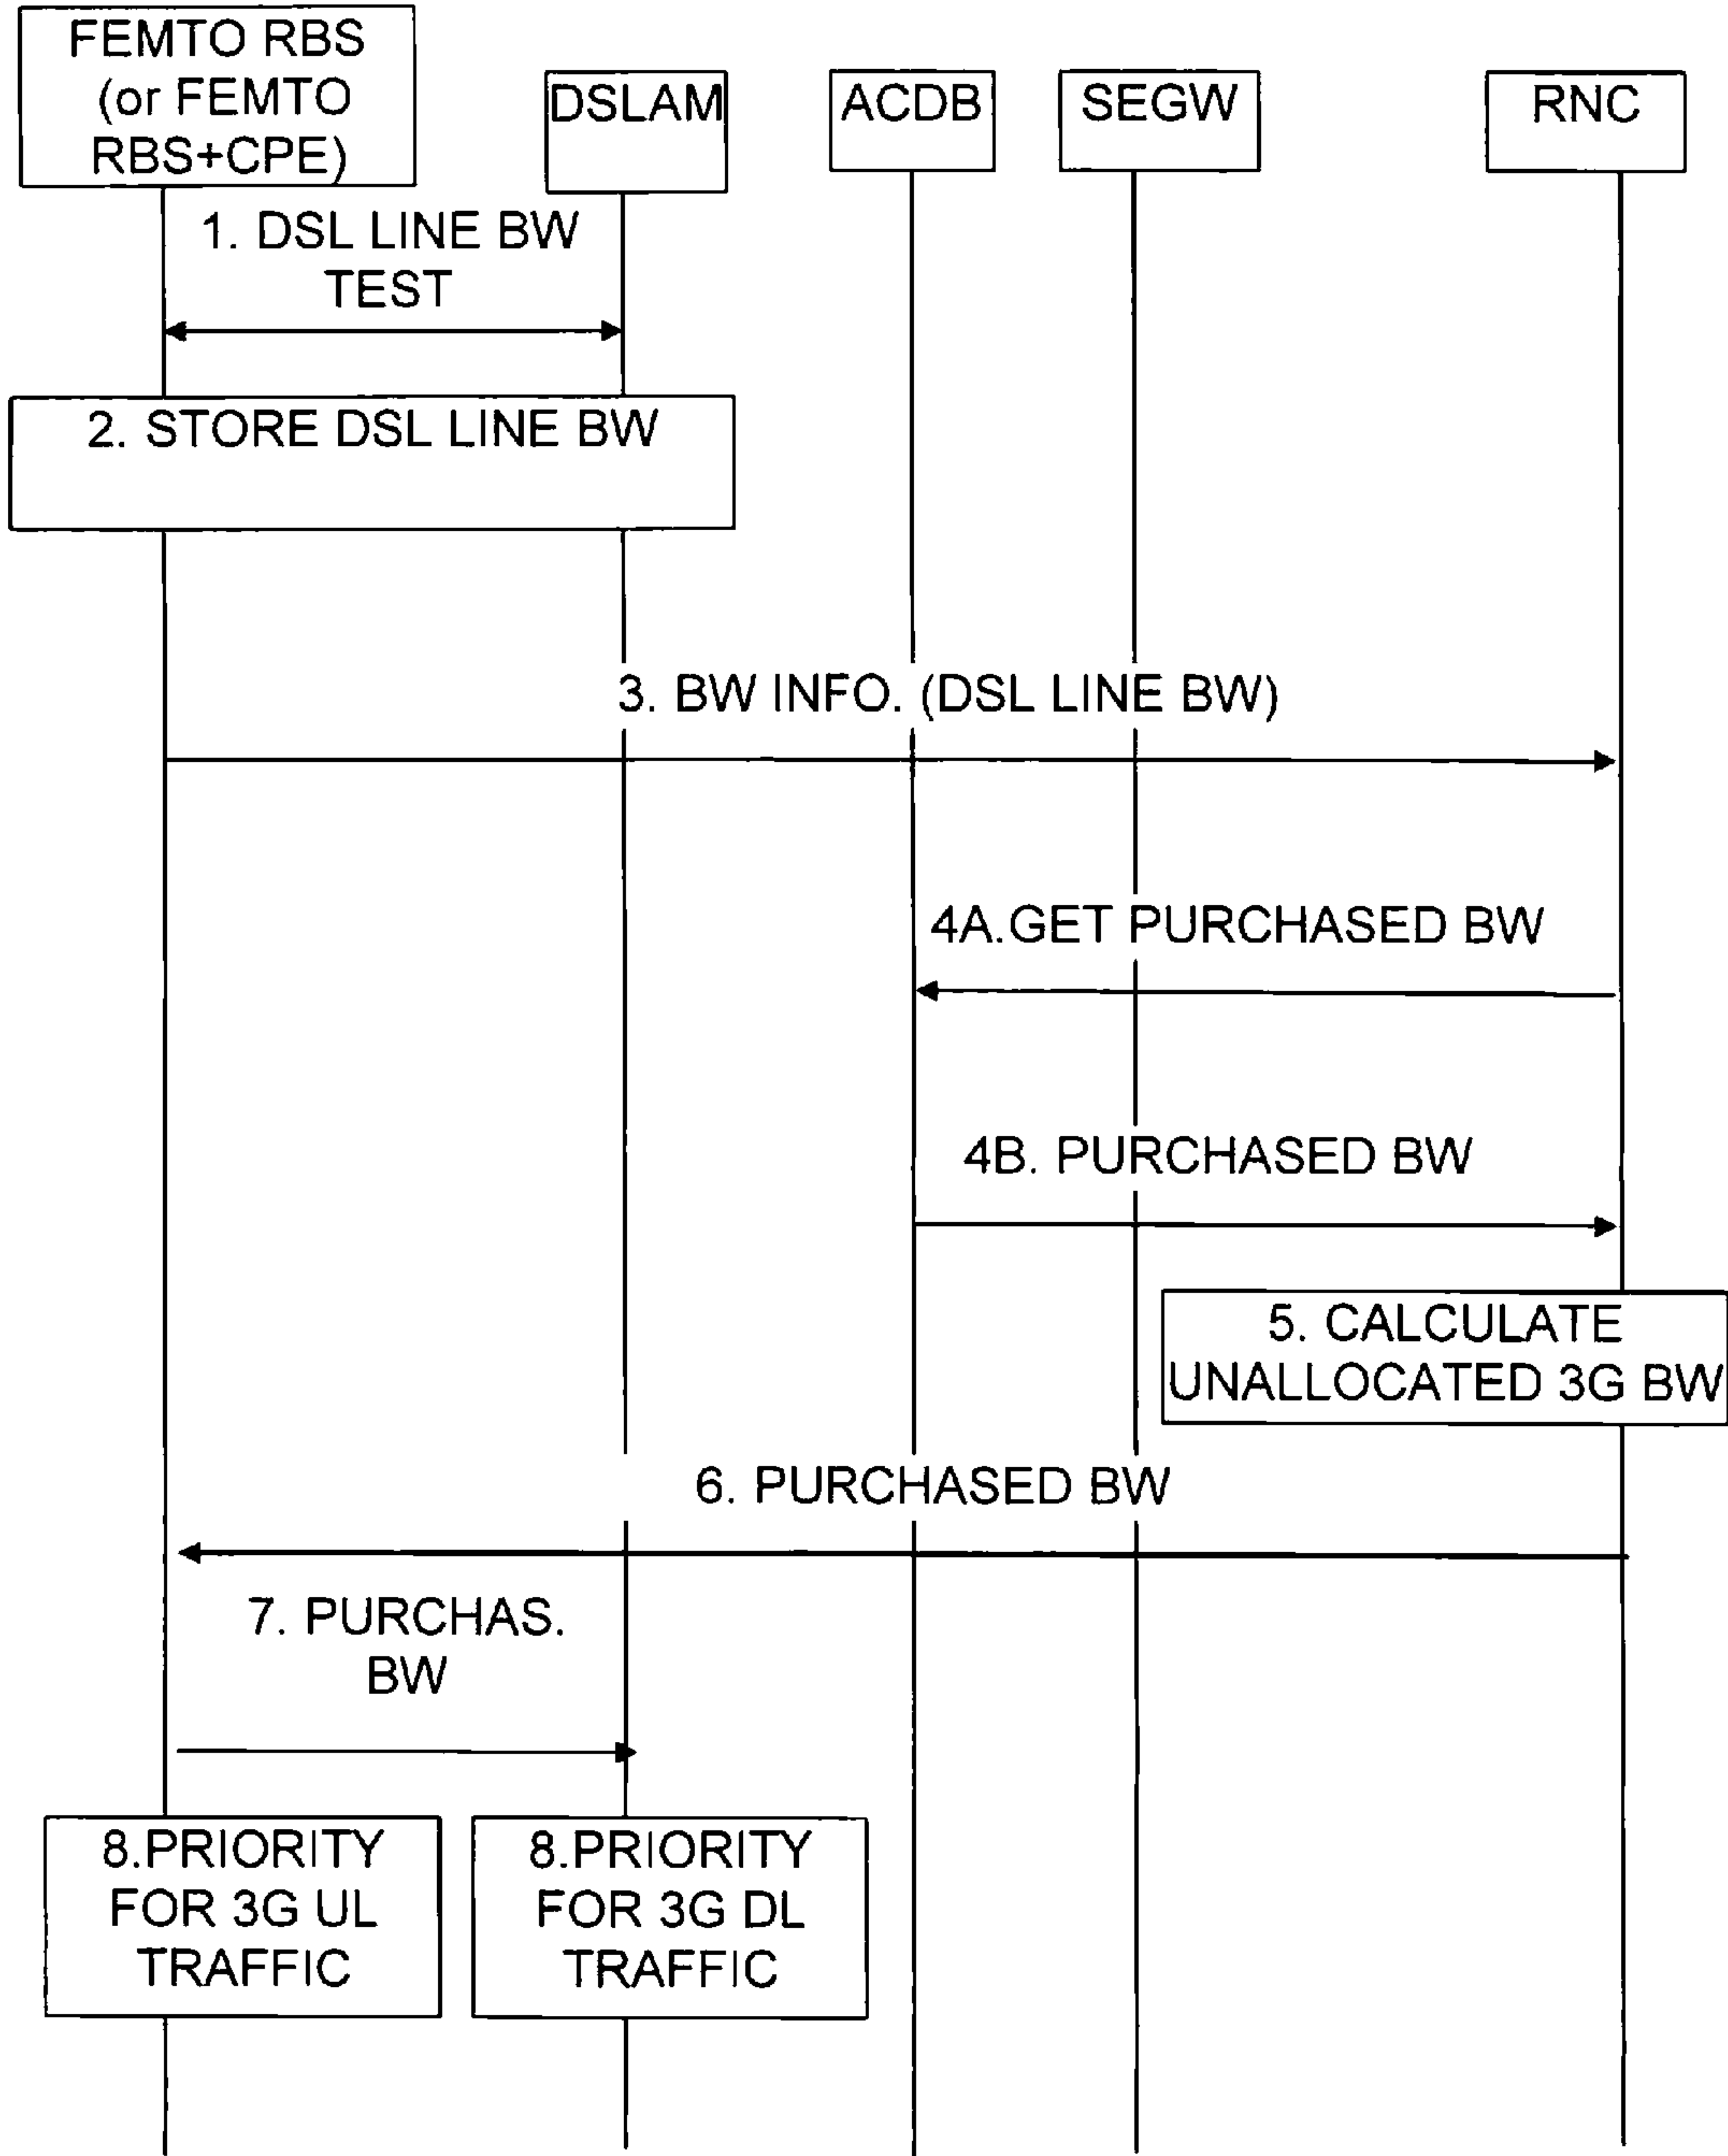 FEMTO RBS
(or FEMTO
RBS+CPE)
DSLAM
ACDB
SEGW
RNC
1. DSL LINE BW
TEST
2. STORE DSL LINE BW
3. BW INFO. (DSL LINE BW)
4A.GET PURCHASED BW
4B. PURCHASED BW
5. CALCULATE
UNALLOCATED 3G BW
6. PURCHASED BW
7. PURCHAS.
BW
8.PRIORITY
FOR 3G UL
TRAFFIC
8.PRIORITY
FOR 3G DL
TRAFFIC